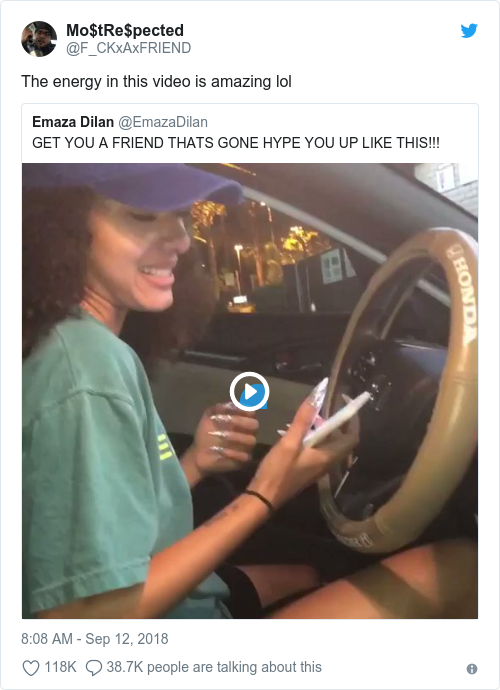 Mo$tRe$pected
@F_CKxAxFRIEND
The energy in this video is amazing lol
Emaza Dilan @EmazaDilan
GET YOU A FRIEND THATS GONE HYPE YOU UP LIKE THIS!!!
HONDA
8:08 AM - Sep 12, 2018
118K 38.7K people are talking about this